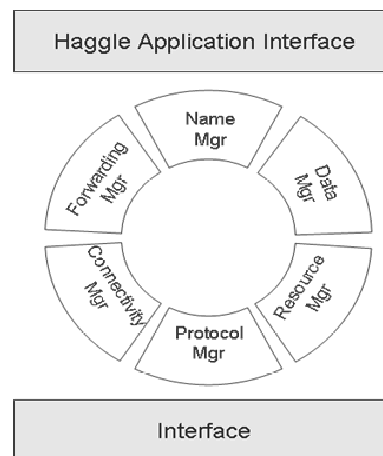 Haggle Application Interface
Name
Mgr
Forwarding
Mgr
Data
Mgr
Connectivity
Mgr
Resource
Mgr
Protocol
Mgr
Interface